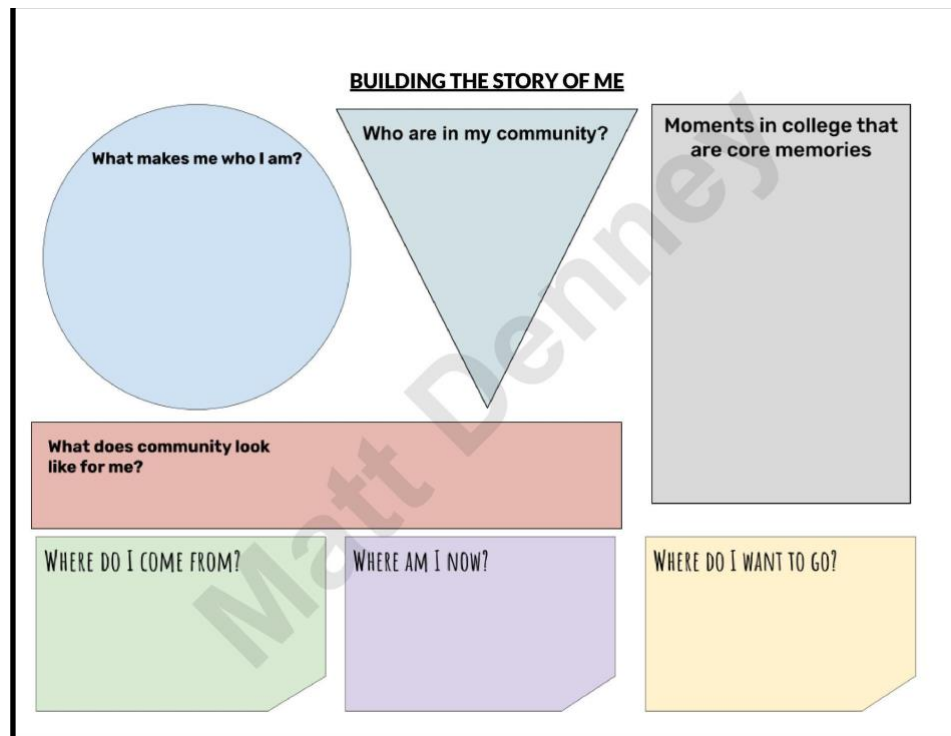 BUILDING THE STORY OF ME
What makes me who I am?
Who are in my community?
Moments in college that
are core memories
What does community look
like for me?
WHERE DO I COME FROM?
WHERE AM I NOW?
WHERE DO I WANT TO GO?
Matt Denney